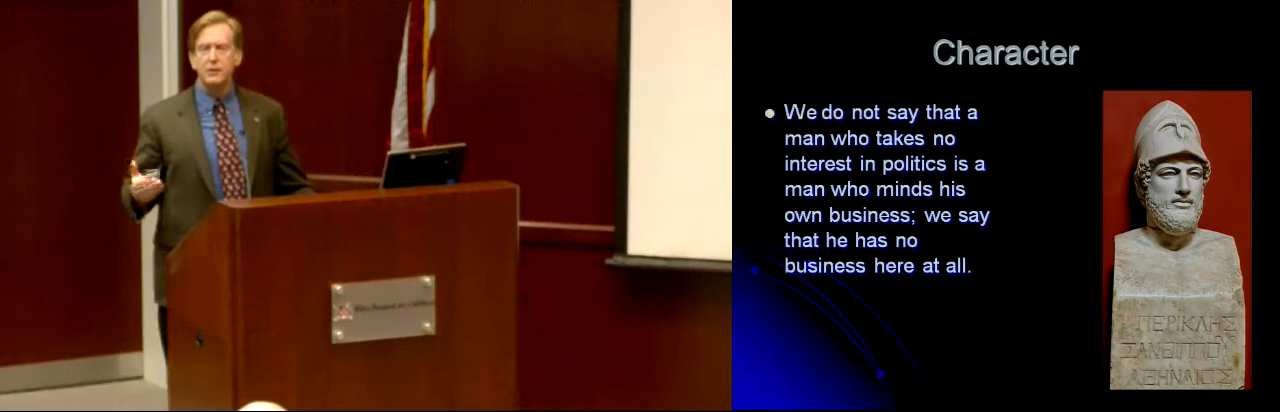 Character
We do not say that a
man who takes no
interest in politics is a
man who minds his
own business; we say
that he has no
business here at all.
ΠΕΡΙΚΛΗΣ
ΞΑΝΘΙΠΠΟΥ
ΑΘΗΝΑΙΟΣ